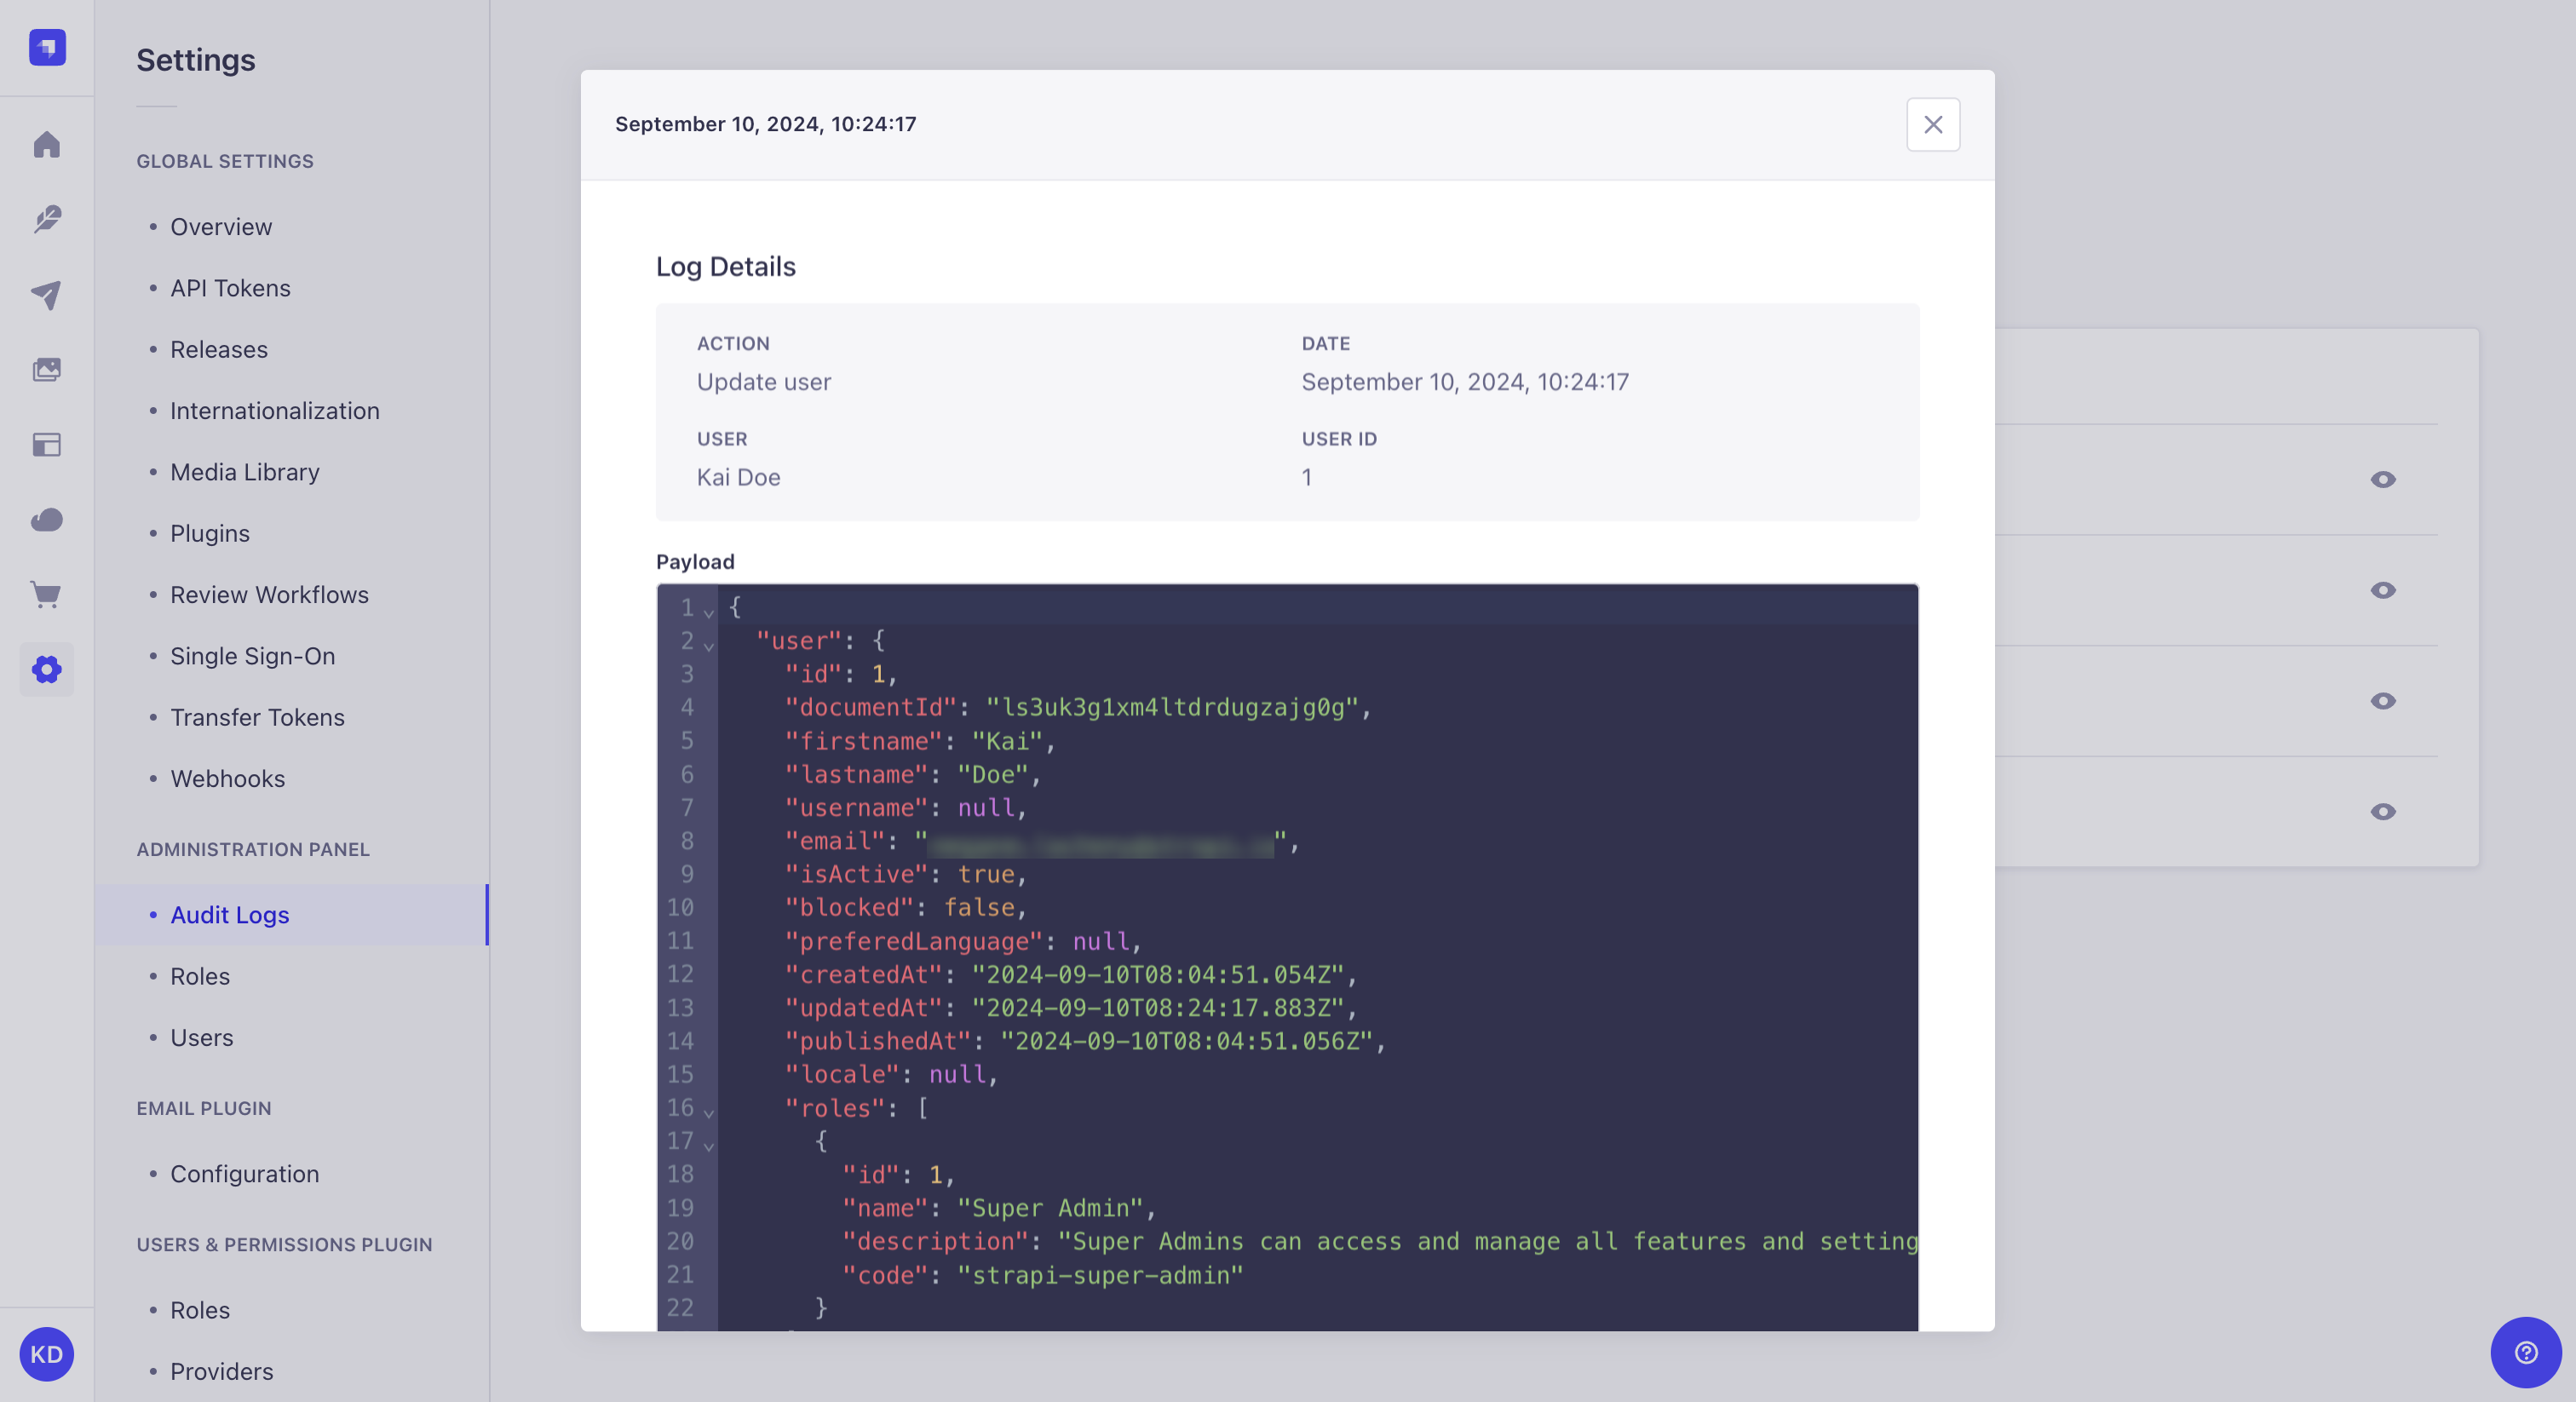 Settings
GLOBAL SETTINGS
Overview
API Tokens
Releases
Internationalization
Media Library
Plugins
Review Workflows
Single Sign-On
Transfer Tokens
Webhooks
ADMINISTRATION PANEL
Audit Logs
Roles
Users
EMAIL PLUGIN
Configuration
USERS & PERMISSIONS PLUGIN
Roles
Providers
KD
September 10, 2024, 10:24:17
Log Details
ACTION
Update user
DATE
September 10, 2024, 10:24:17
USER
Kai Doe
USER ID
1
Payload
1 {
2 "user": {
3 "id": 1,
4 "documentId": "ls3uk3g1xm4ltdrdugzajg0g",
5 "firstname": "Kai",
6 "lastname": "Doe",
7 "username": null,
8 "email": "",
9 "isActive": true,
10 "blocked": false,
11 "preferedLanguage": null,
12 "createdAt": "2024-09-10T08:04:51.054Z",
13 "updatedAt": "2024-09-10T08:24:17.883Z",
14 "publishedAt": "2024-09-10T08:04:51.056Z",
15 "locale": null,
16 "roles": [
17 {
18 "id": 1,
19 "name": "Super Admin",
20 "description": "Super Admins can access and manage all features and setting
21 "code": "strapi-super-admin"
22 }